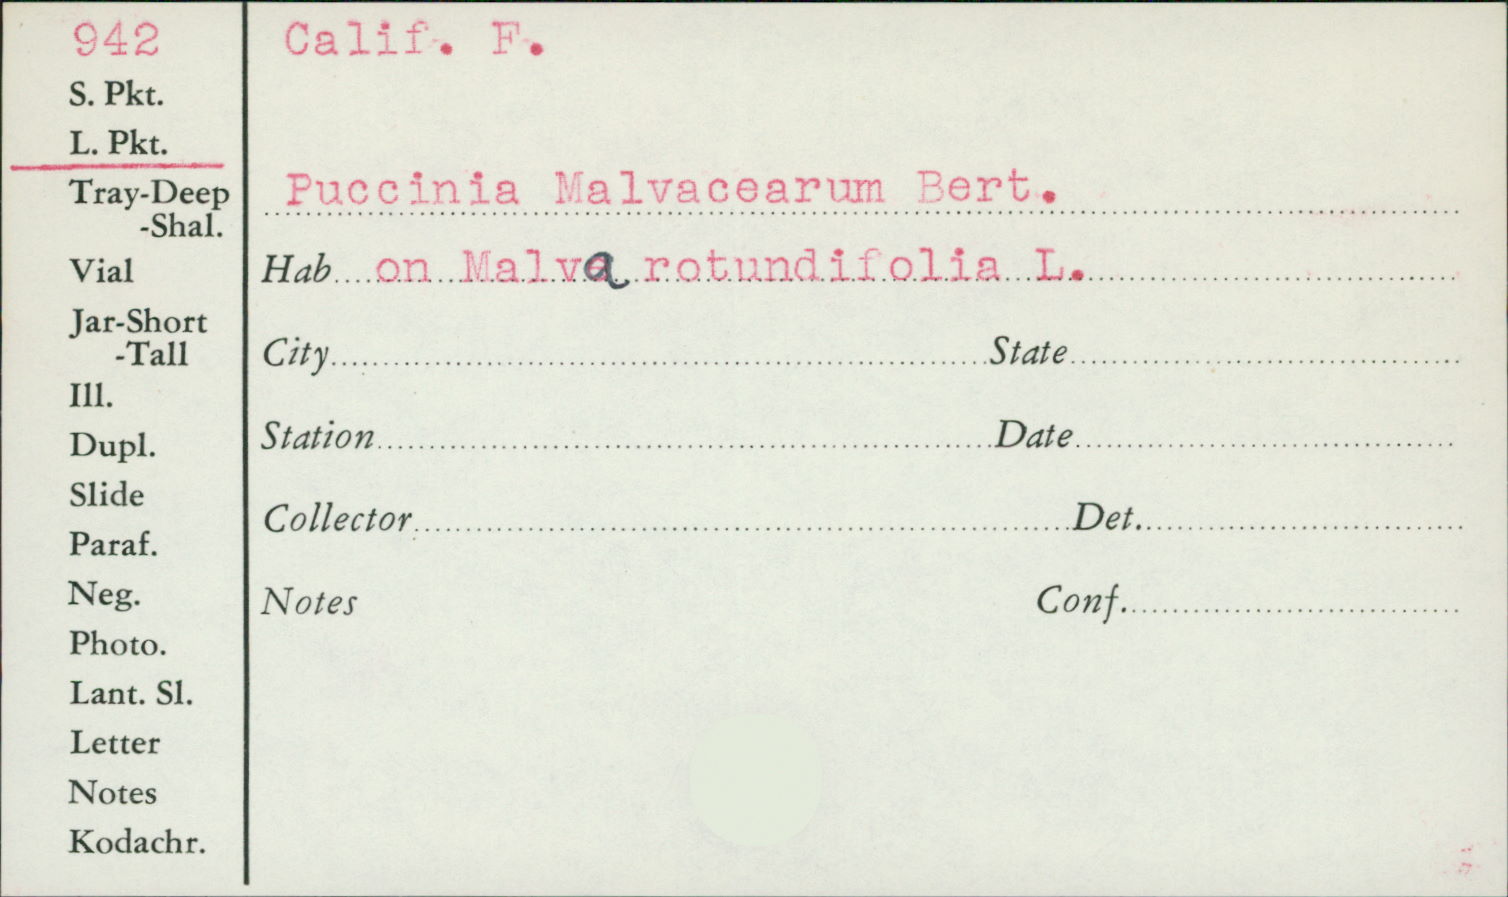 942
S. Pkt.
L. Pkt.
Tray-Deep
-Shal.
Vial
Jar-Short
-Tall
Ill.
Dupl.
Slide
Paraf.
Neg.
Photo.
Lant. Sl.
Letter
Notes
Kodachr.
Calif. F.
Puccinia Malvacearum Bert.
Hab on Malva rotundifolia L.
City State
Station Date
Collector Det.
Notes Conf.